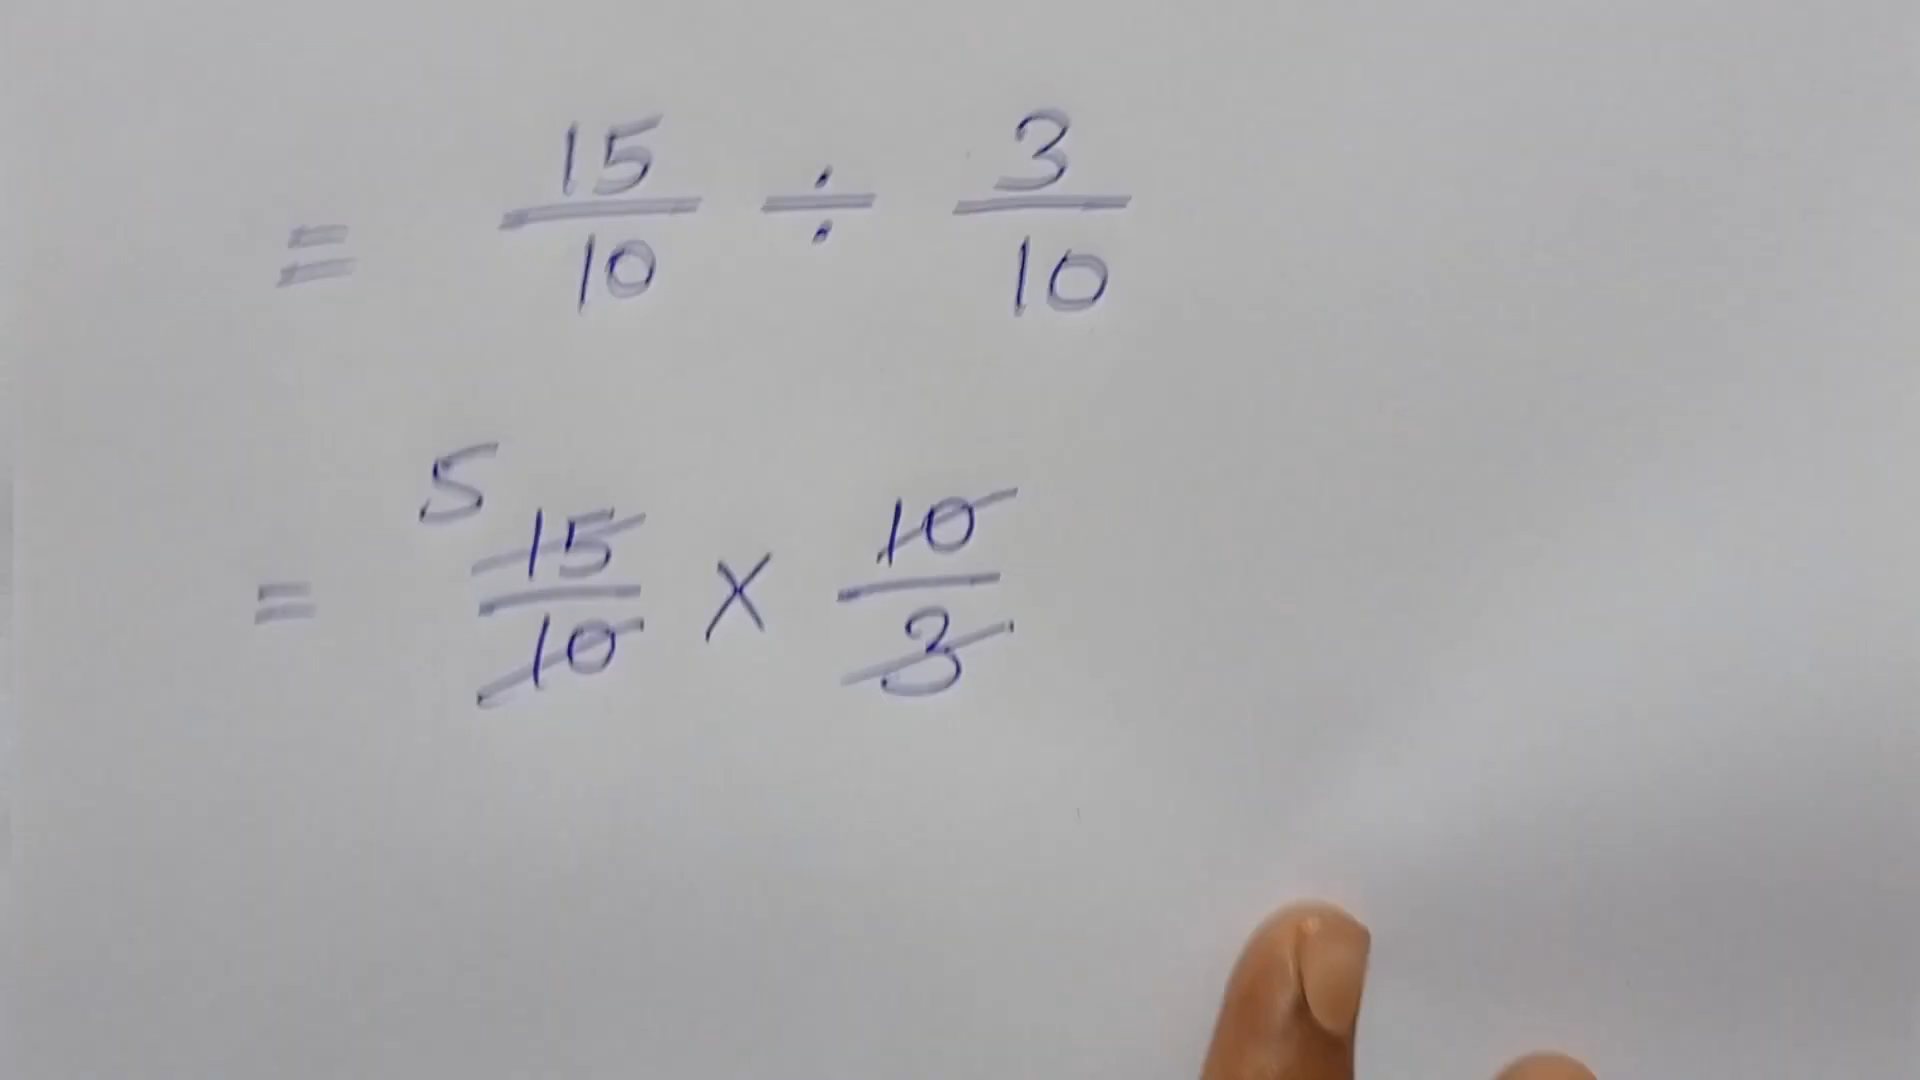 = 15/10 ÷ 3/10
5
= 15/10 × 10/3